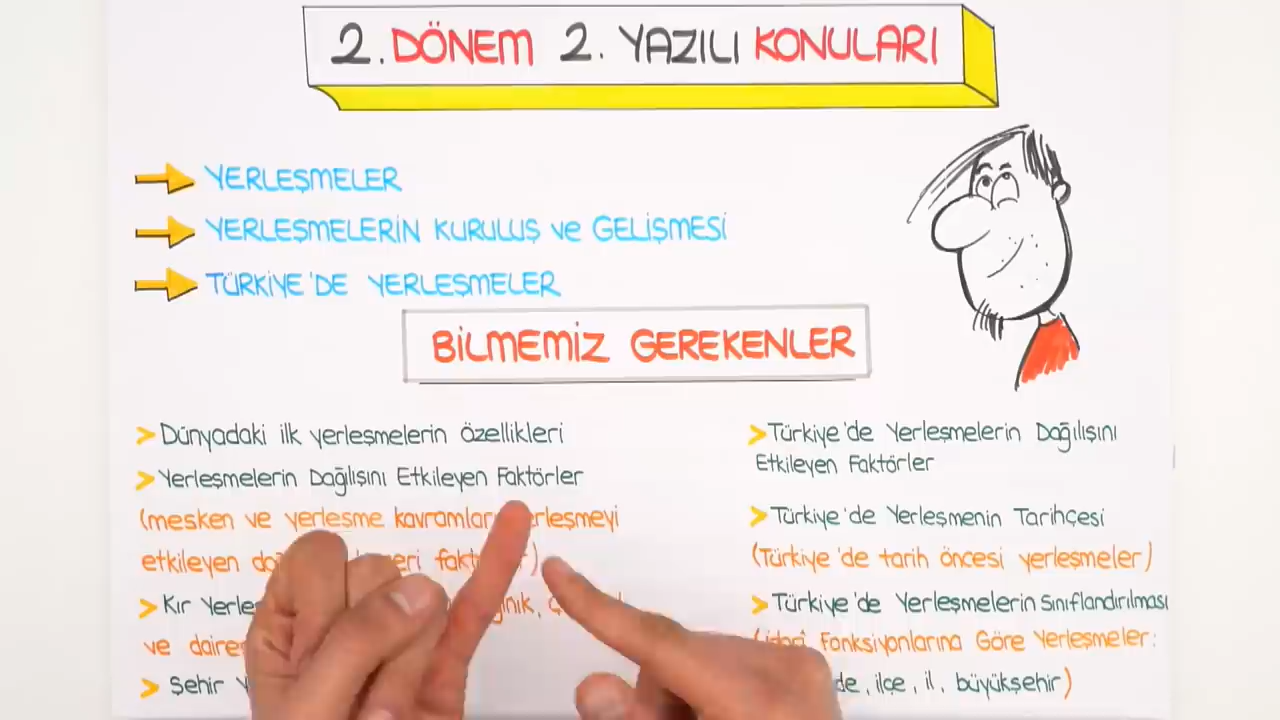 2. DÖNEM 2. YAZILI KONULARI
YERLEŞMELER
YERLEŞMELERİN KURULUŞ ve GELİŞMESİ
TÜRKİYE'DE YERLEŞMELER
BİLMEMİZ GEREKENLER
> Dünyadaki ilk yerleşmelerin özellikleri
> Yerleşmelerin Dağılışını Etkileyen Faktörler
(mesken ve yerleşme
etkileyen
> Kır
ve
> Şehir
> Türkiye'de Yerleşmelerin Dağılışını
Etkileyen Faktörler
> Türkiye'de Yerleşmenin Tarihçesi
(Türkiye'de tarih öncesi yerleşmeler)
> Türkiye'de Yerleşmelerin Sınıflandırılması
Fonksiyonlarına Göre Yerleşmeler:
, ilçe, il, büyükşehir)